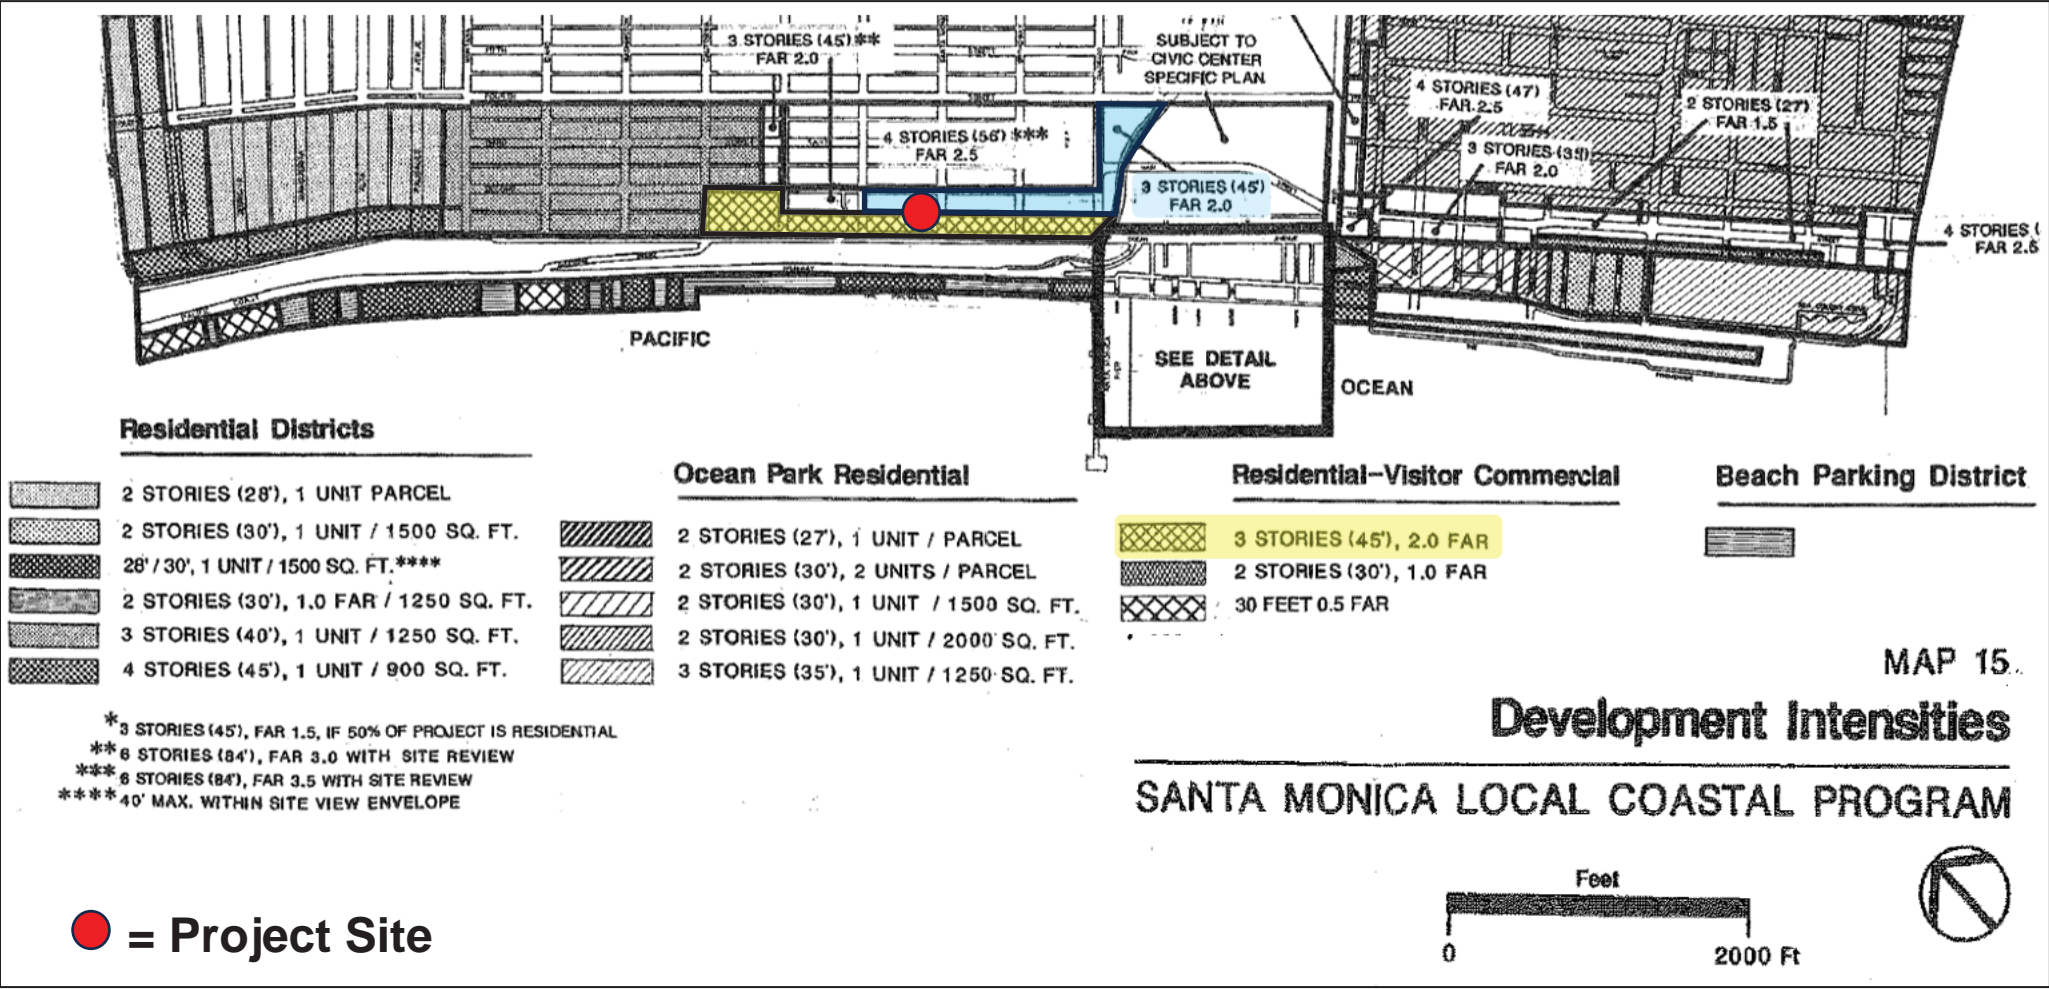 3 STORIES (45')**
FAR 2.0
SUBJECT TO
CIVIC CENTER
SPECIFIC PLAN
4 STORIES (47')
FAR 2.5
2 STORIES (27')
FAR 1.5
4 STORIES (56') ***
FAR 2.5
3 STORIES (35')
FAR 2.0
3 STORIES (45')
FAR 2.0
4 STORIES (
FAR 2.5
PACIFIC
SEE DETAIL
ABOVE
OCEAN
Residential Districts
2 STORIES (28'), 1 UNIT PARCEL
2 STORIES (30'), 1 UNIT / 1500 SQ. FT.
28'/30', 1 UNIT/1500 SQ. FT.****
2 STORIES (30'), 1.0 FAR / 1250 SQ. FT.
3 STORIES (40'), 1 UNIT / 1250 SQ. FT.
4 STORIES (45'), 1 UNIT / 900 SQ. FT.
Ocean Park Residential
2 STORIES (27'), 1 UNIT / PARCEL
2 STORIES (30'), 2 UNITS / PARCEL
2 STORIES (30'), 1 UNIT / 1500 SQ. FT.
2 STORIES (30'), 1 UNIT / 2000 SQ. FT.
3 STORIES (35'), 1 UNIT / 1250 SQ. FT.
Residential-Visitor Commercial
3 STORIES (45'), 2.0 FAR
2 STORIES (30'), 1.0 FAR
30 FEET 0.5 FAR
Beach Parking District
*3 STORIES (45'), FAR 1.5, IF 50% OF PROJECT IS RESIDENTIAL
**6 STORIES (84'), FAR 3.0 WITH SITE REVIEW
***6 STORIES (84'), FAR 3.5 WITH SITE REVIEW
****40' MAX. WITHIN SITE VIEW ENVELOPE
MAP 15
Development Intensities
SANTA MONICA LOCAL COASTAL PROGRAM
Feet
0 2000 Ft
= Project Site